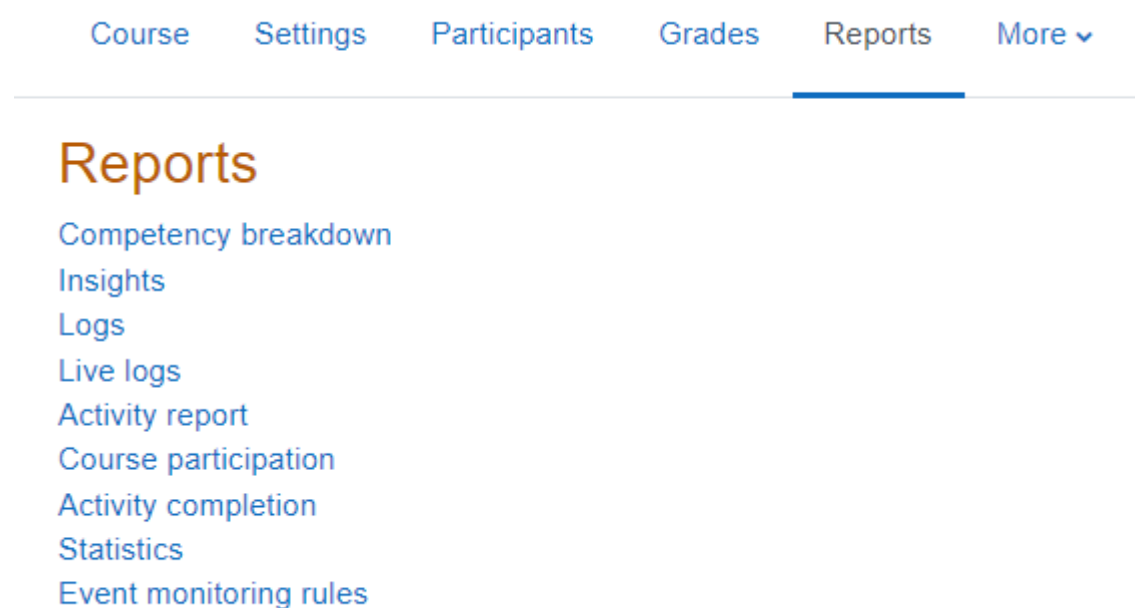 Course Settings Participants Grades Reports More
Reports
Competency breakdown
Insights
Logs
Live logs
Activity report
Course participation
Activity completion
Statistics
Event monitoring rules